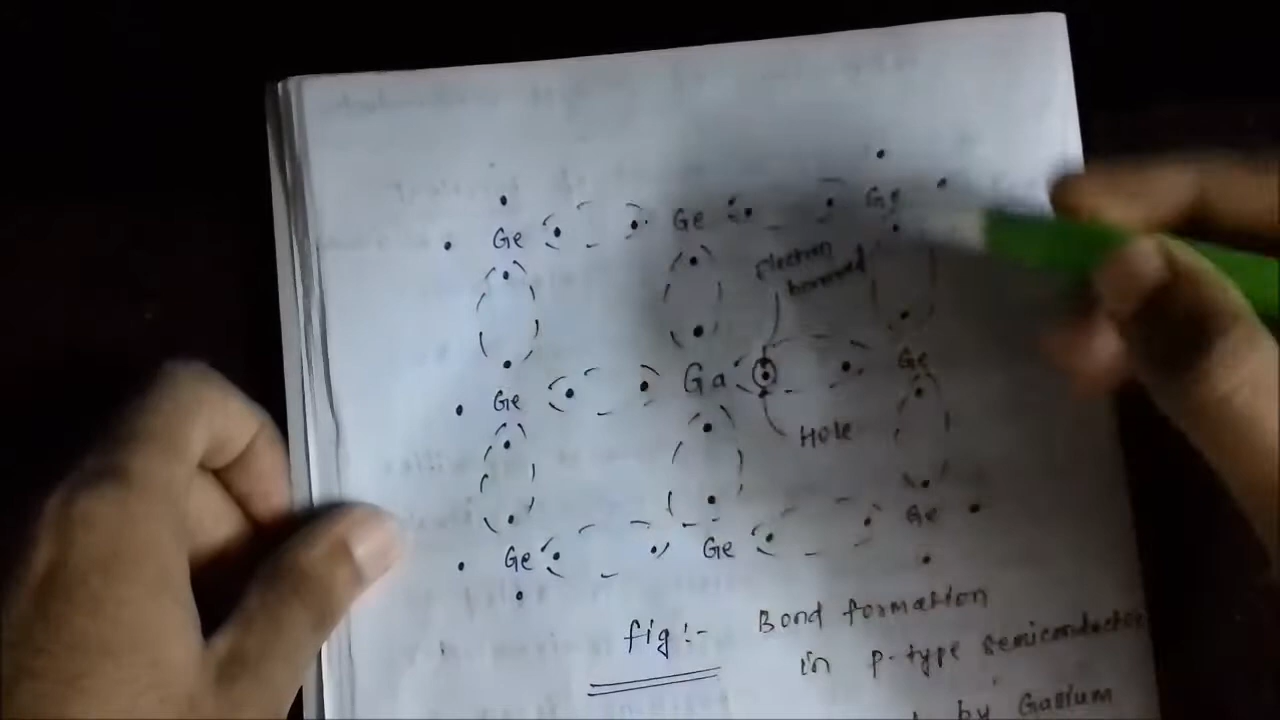 Ge Ge Ge
Electron
borrowed
Ge Ga Ge
Hole
Ge Ge Ge
fig:- Bond formation
in p-type semiconductor
by Gallium